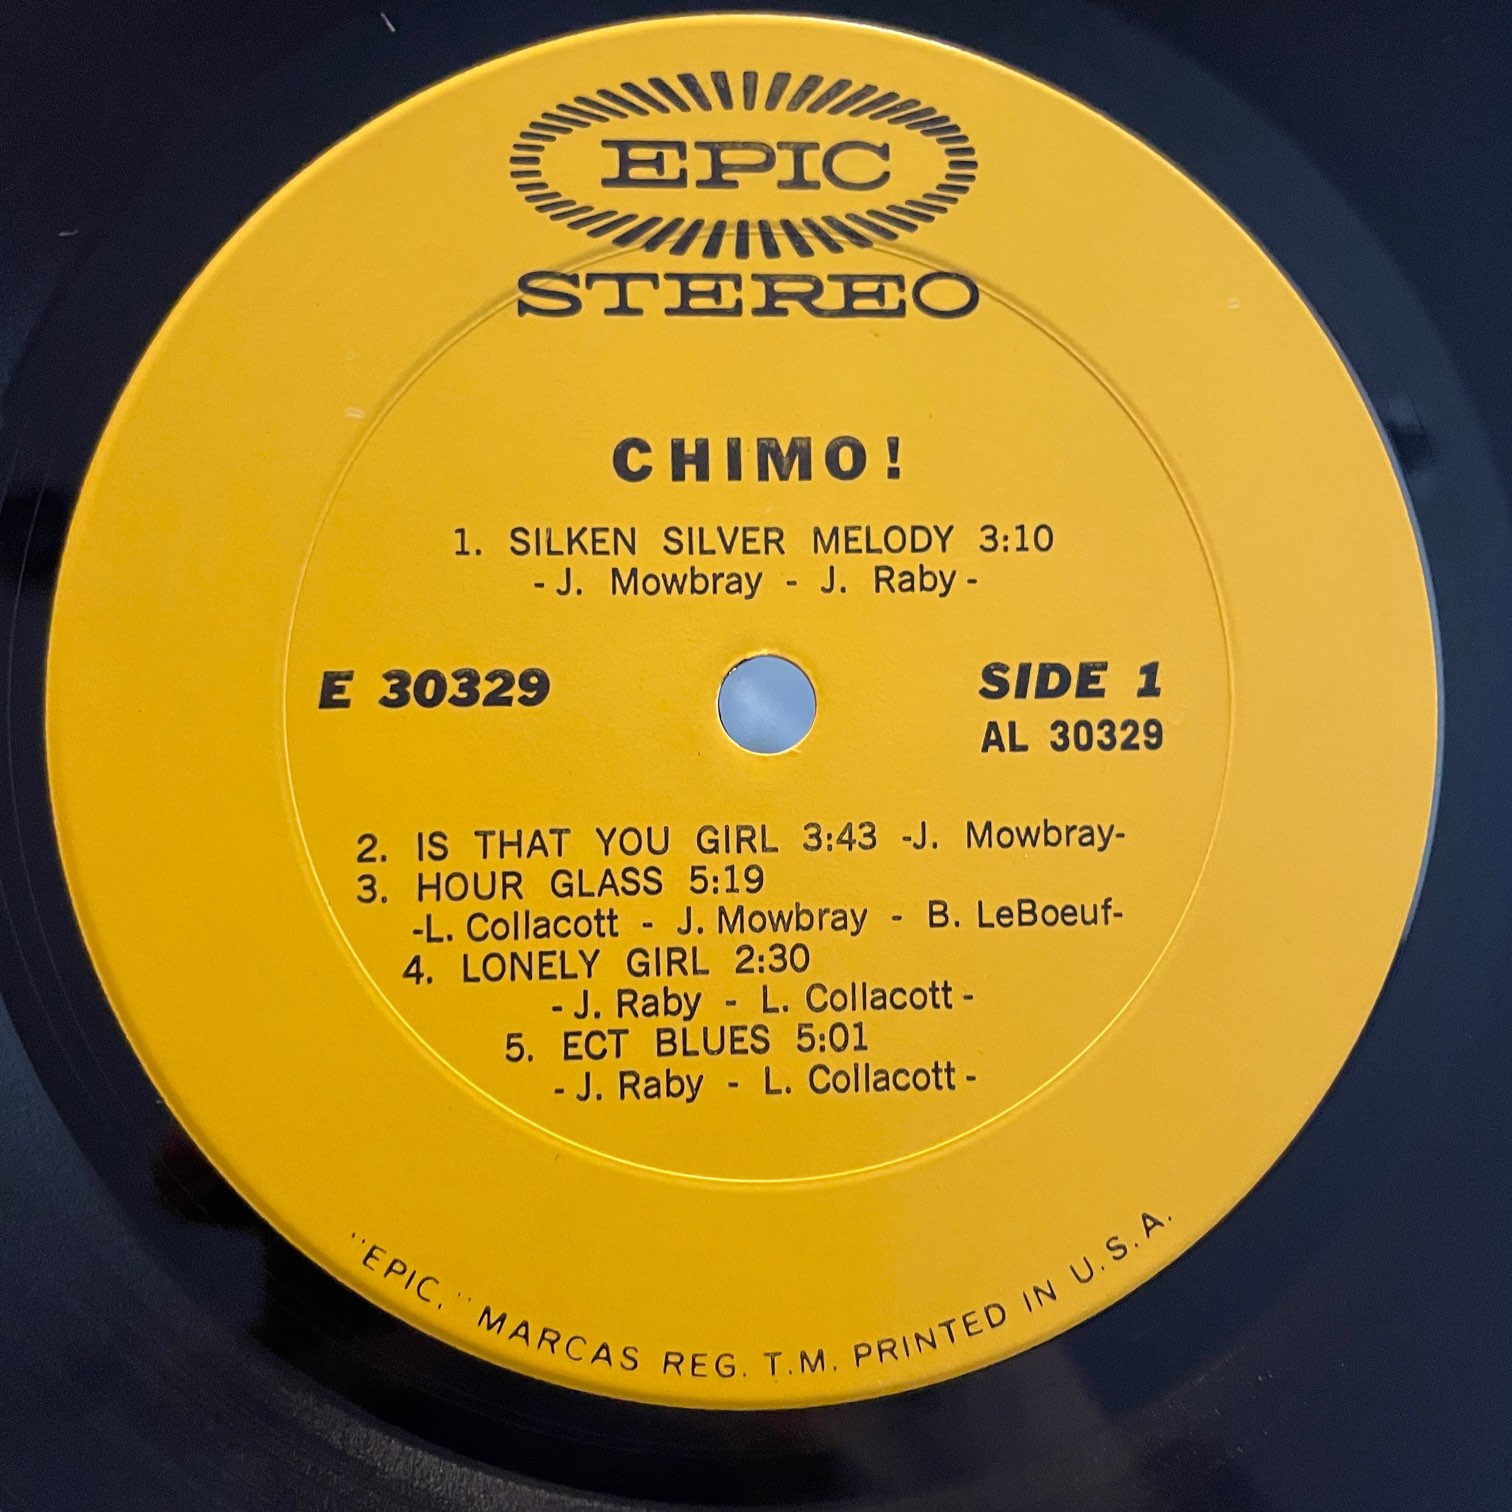 EPIC
STEREO
CHIMO!
1. SILKEN SILVER MELODY 3:10
- J. Mowbray - J. Raby -
E 30329
SIDE 1
AL 30329
2. IS THAT YOU GIRL 3:43 -J. Mowbray-
3. HOUR GLASS 5:19
-L. Collacott - J. Mowbray - B. LeBoeuf-
4. LONELY GIRL 2:30
- J. Raby - L. Collacott -
5. ECT BLUES 5:01
- J. Raby - L. Collacott -
"EPIC," MARCAS REG. T.M. PRINTED IN U.S.A.